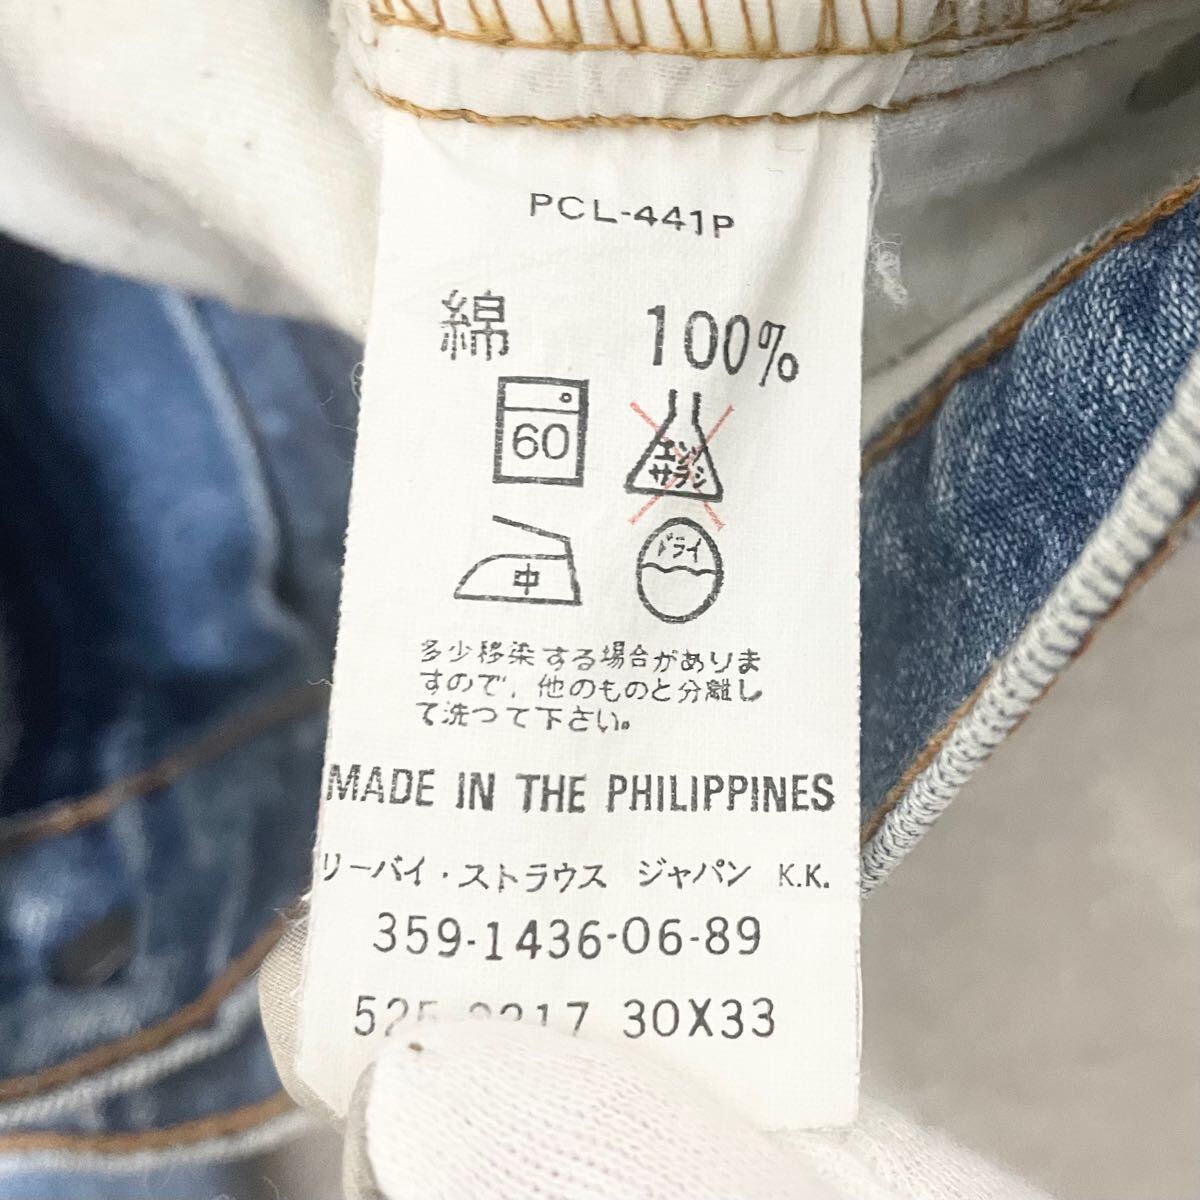 PCL-441P
綿 100%
60
エンソ
サラシ
中
ドライ
多少移染する場合がありま
すので、他のものと分離し
て洗つて下さい。
MADE IN THE PHILIPPINES
リーバイ・ストラウス ジャパン K.K.
359-1436-06-89
30X33